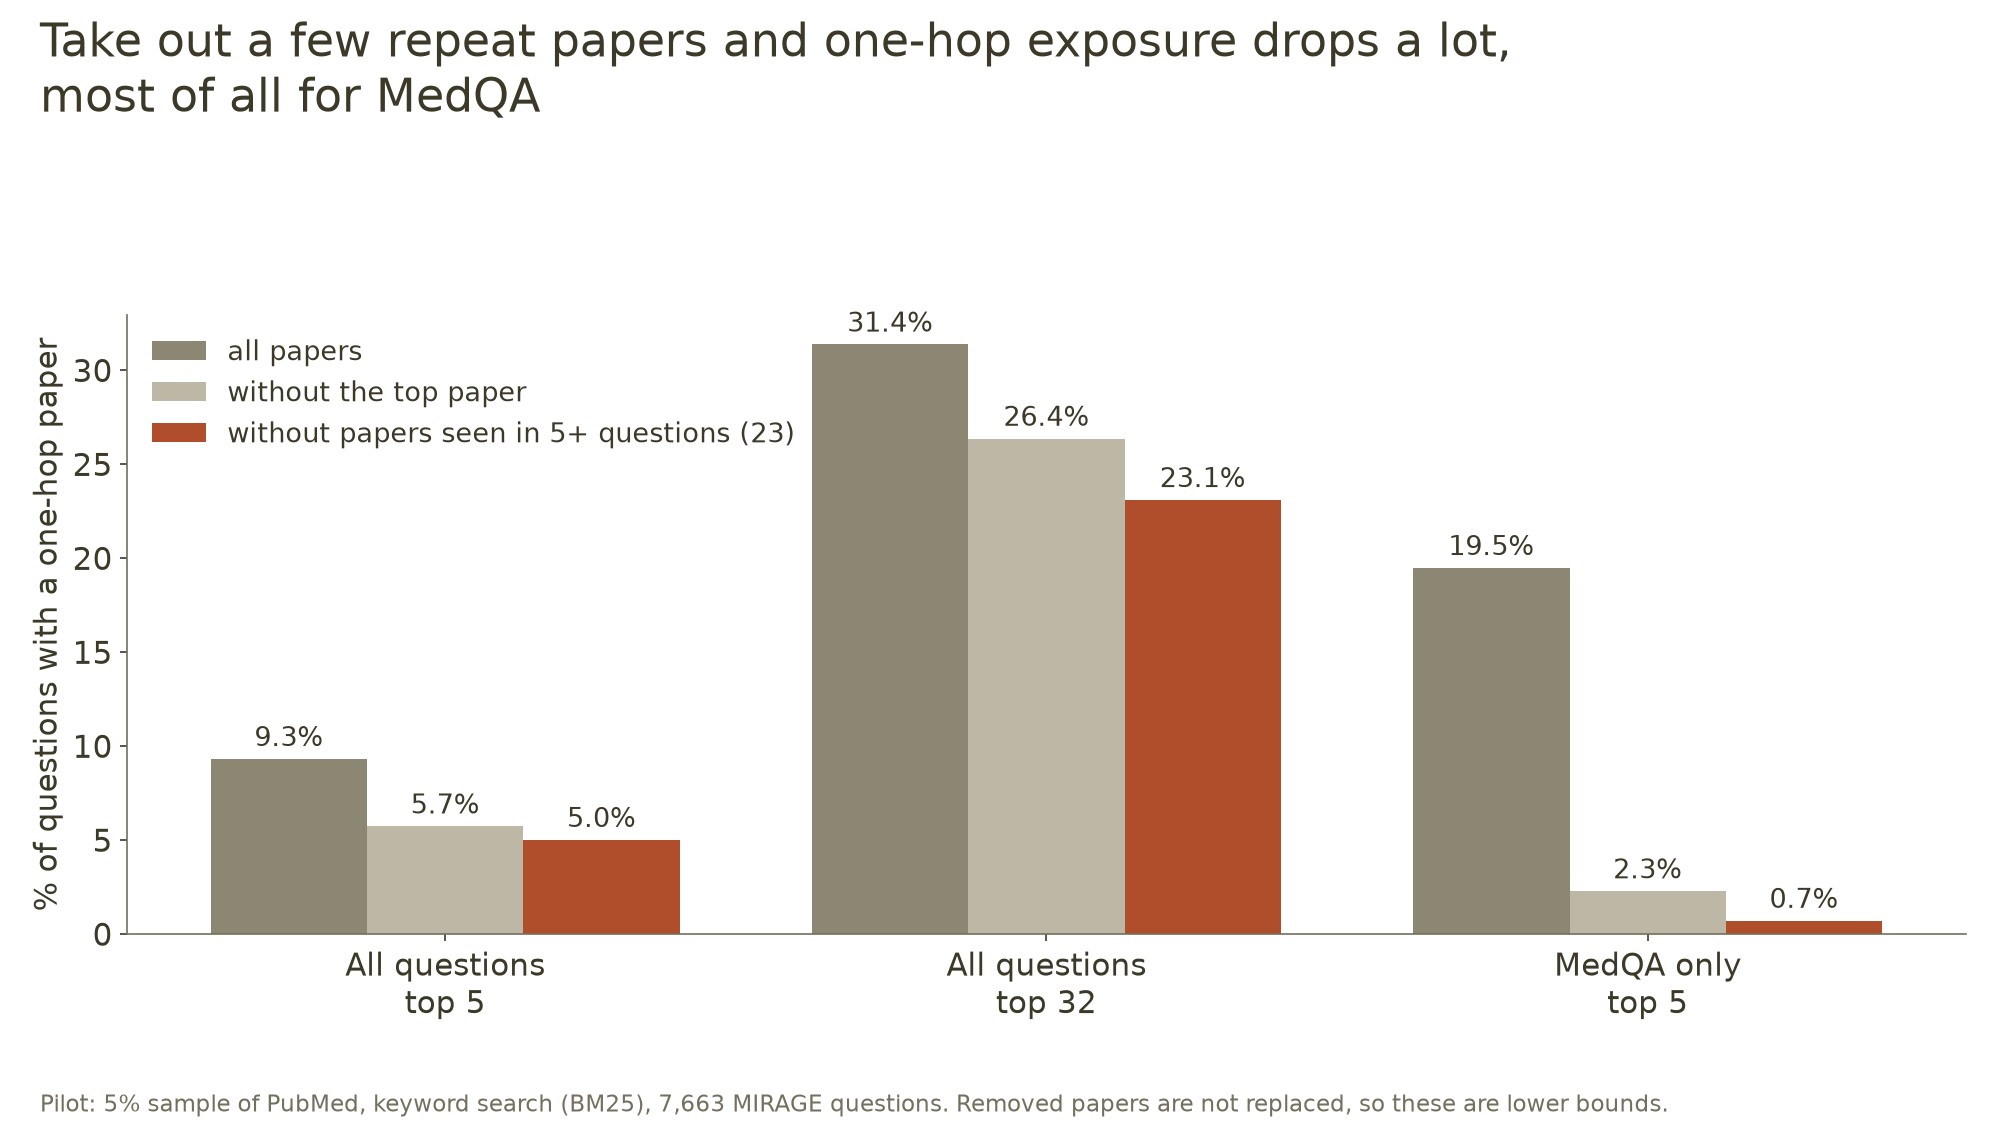 Take out a few repeat papers and one-hop exposure drops a lot,
most of all for MedQA
% of questions with a one-hop paper
30
25
20
15
10
5
0
all papers
without the top paper
without papers seen in 5+ questions (23)
9.3%
5.7%
5.0%
31.4%
26.4%
23.1%
19.5%
2.3%
0.7%
All questions
top 5
All questions
top 32
MedQA only
top 5
Pilot: 5% sample of PubMed, keyword search (BM25), 7,663 MIRAGE questions. Removed papers are not replaced, so these are lower bounds.